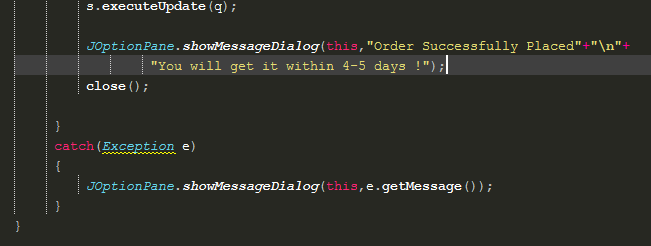 s.executeUpdate(q);
JOptionPane.showMessageDialog(this,"Order Successfully Placed"+"\n"+
"You will get it within 4-5 days !");
close();
}
catch(Exception e)
{
JOptionPane.showMessageDialog(this,e.getMessage());
}
}